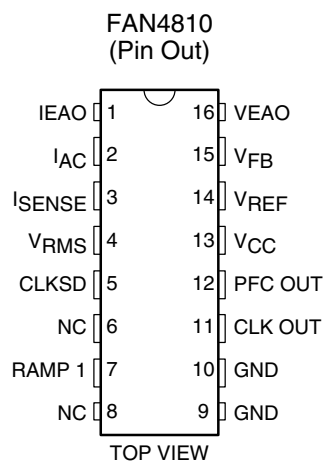 FAN4810
(Pin Out)
IEAO 1 16 VEAO
IAC 2 15 VFB
ISENSE 3 14 VREF
VRMS 4 13 VCC
CLKSD 5 12 PFC OUT
NC 6 11 CLK OUT
RAMP 1 7 10 GND
NC 8 9 GND
TOP VIEW